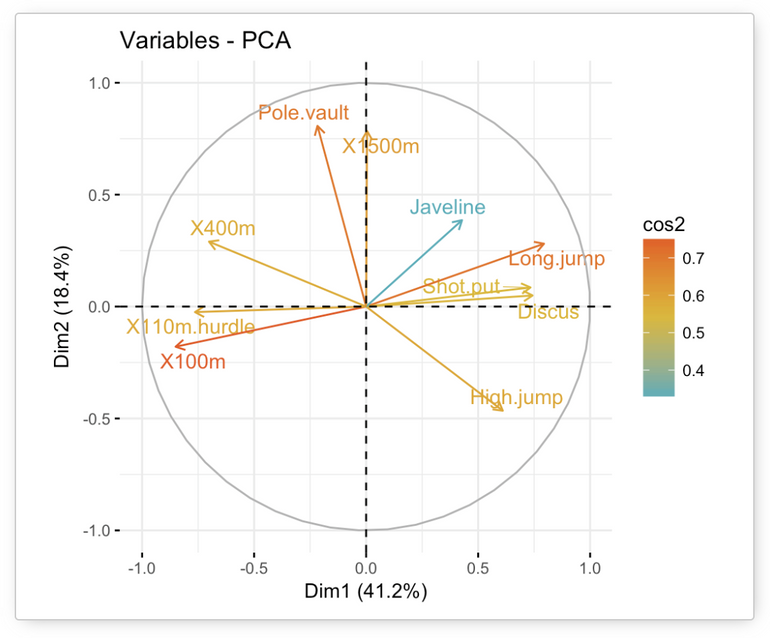 Variables - PCA
1.0
Pole.vault
X1500m
0.5
Javeline
X400m
cos2
Long.jump
0.7
Shot.put
0.6
Dim2 (18.4%)
0.0
Discus
X110m.hurdle
0.5
X100m
0.4
High.jump
-0.5
-1.0
-1.0 -0.5 0.0 0.5 1.0
Dim1 (41.2%)